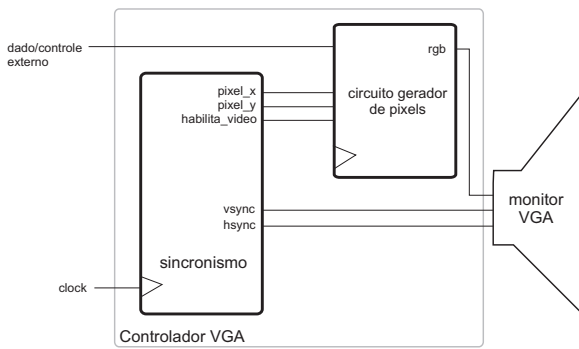 dado/controle
externo
rgb
circuito gerador
de pixels
pixel_x
pixel_y
habilita_video
monitor
VGA
vsync
hsync
sincronismo
clock
Controlador VGA